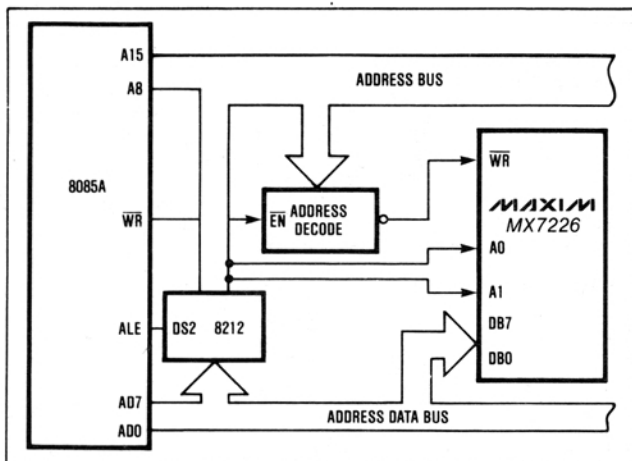 A15
ADDRESS BUS
A8
8085A
WR
EN
ADDRESS
DECODE
WR
MAXIM
MX7226
A0
A1
ALE
DS2 8212
DB7
DB0
AD7
ADDRESS DATA BUS
AD0